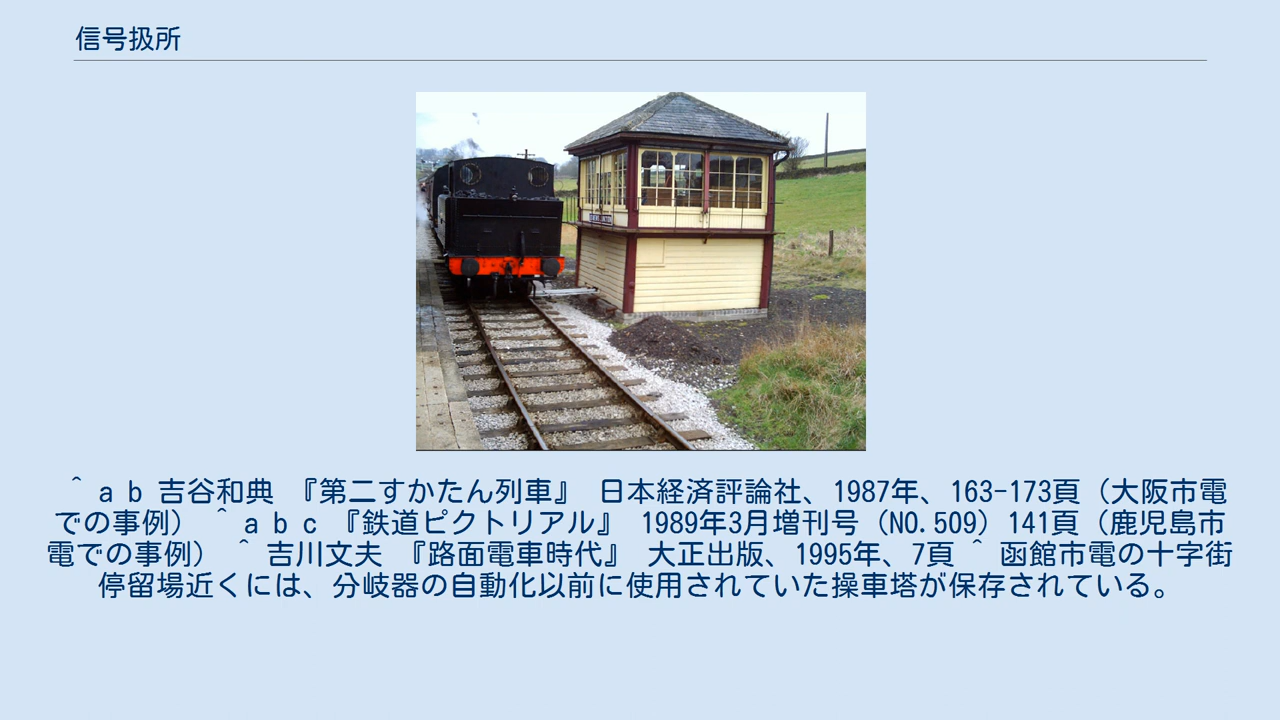 信号扱所
^ a b 吉谷和典 『第二すかたん列車』 日本経済評論社、1987年、163-173頁（大阪市電
での事例） ^ a b c 『鉄道ピクトリアル』 1989年3月増刊号（NO.509）141頁（鹿児島市
電での事例） ^ 吉川文夫 『路面電車時代』 大正出版、1995年、7頁 ^ 函館市電の十字街
停留場近くには、分岐器の自動化以前に使用されていた操車塔が保存されている。